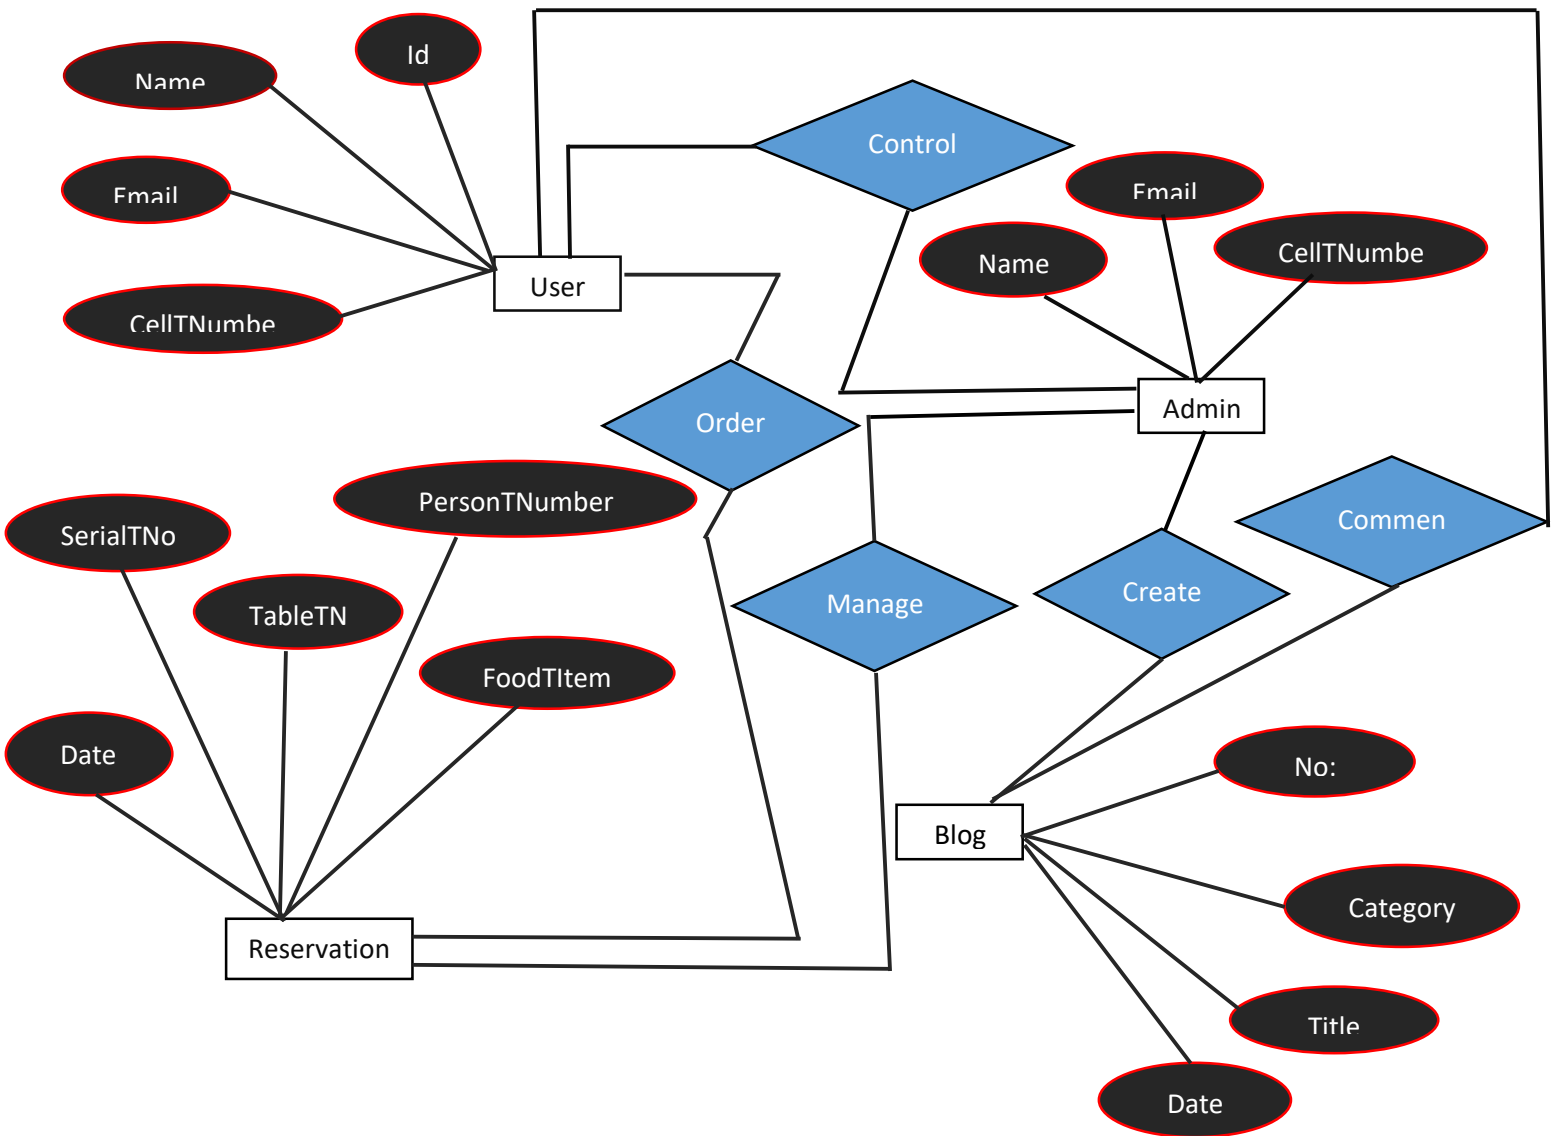 Id
Name
Control
Email
Email
CellTNumbe
Name
User
CellTNumbe
Admin
Order
PersonTNumber
Commen
SerialTNo
Create
Manage
TableTN
FoodTItem
Date
No:
Blog
Category
Reservation
Title
Date